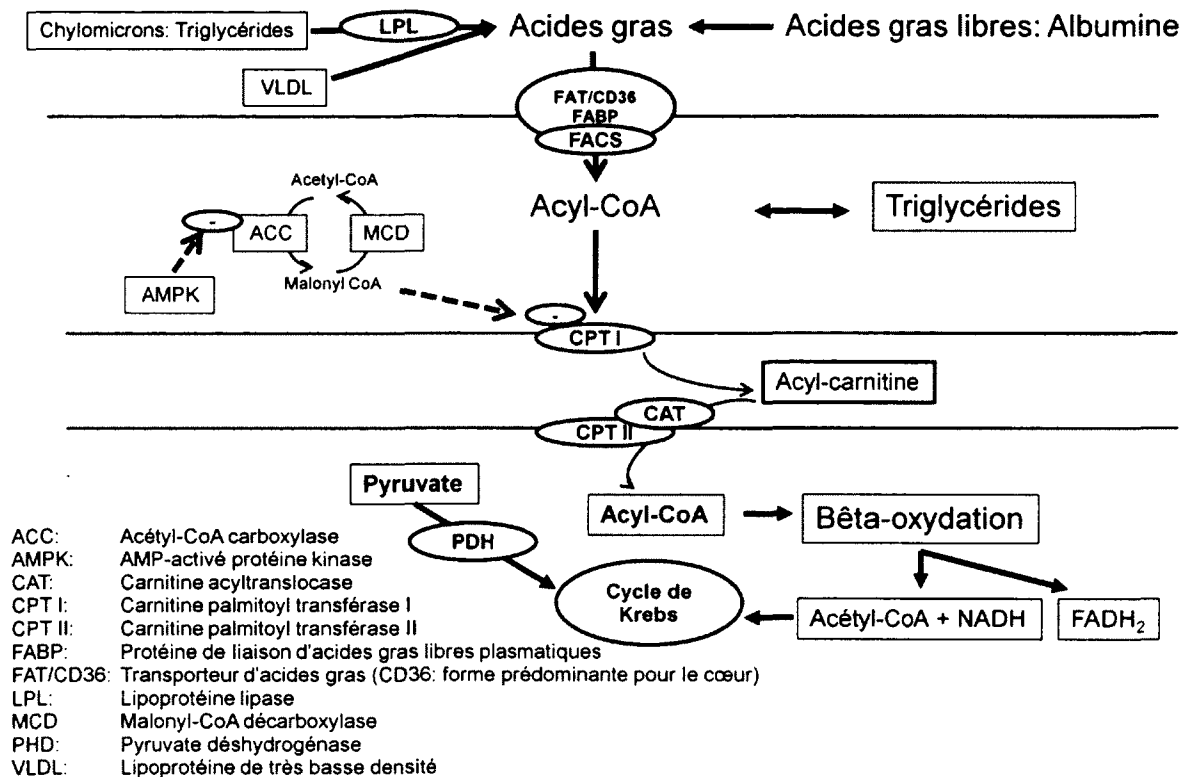 Chylomicrons: Triglycérides
LPL
Acides gras
Acides gras libres: Albumine
VLDL
FAT/CD36
FABP
FACS
Acetyl-CoA
Acyl-CoA
Triglycérides
-
ACC
MCD
AMPK
Malonyl CoA
-
CPT I
Acyl-carnitine
CAT
CPT II
Pyruvate
Acyl-CoA
Bêta-oxydation
PDH
Cycle de
Krebs
Acétyl-CoA + NADH
FADH2
ACC: Acétyl-CoA carboxylase
AMPK: AMP-activé protéine kinase
CAT: Carnitine acyltranslocase
CPT I: Carnitine palmitoyl transférase I
CPT II: Carnitine palmitoyl transférase II
FABP: Protéine de liaison d'acides gras libres plasmatiques
FAT/CD36: Transporteur d'acides gras (CD36: forme prédominante pour le cœur)
LPL: Lipoprotéine lipase
MCD Malonyl-CoA décarboxylase
PHD: Pyruvate déshydrogénase
VLDL: Lipoprotéine de très basse densité